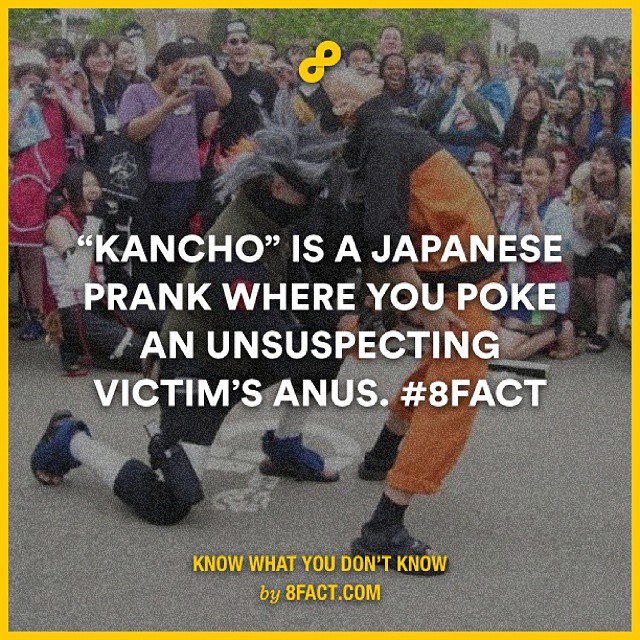 “KANCHO” IS A JAPANESE
PRANK WHERE YOU POKE
AN UNSUSPECTING
VICTIM’S ANUS. #8FACT
KNOW WHAT YOU DON’T KNOW
by 8FACT.COM